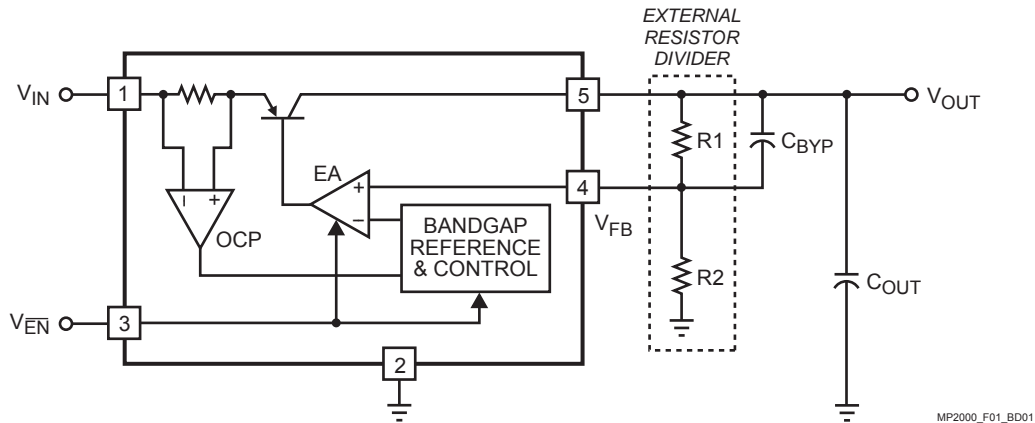 EXTERNAL
RESISTOR
DIVIDER
VIN
1
5
VOUT
R1
CBYP
EA
+
−
4
VFB
− +
OCP
BANDGAP
REFERENCE
& CONTROL
R2
COUT
VEN
3
2
MP2000_F01_BD01